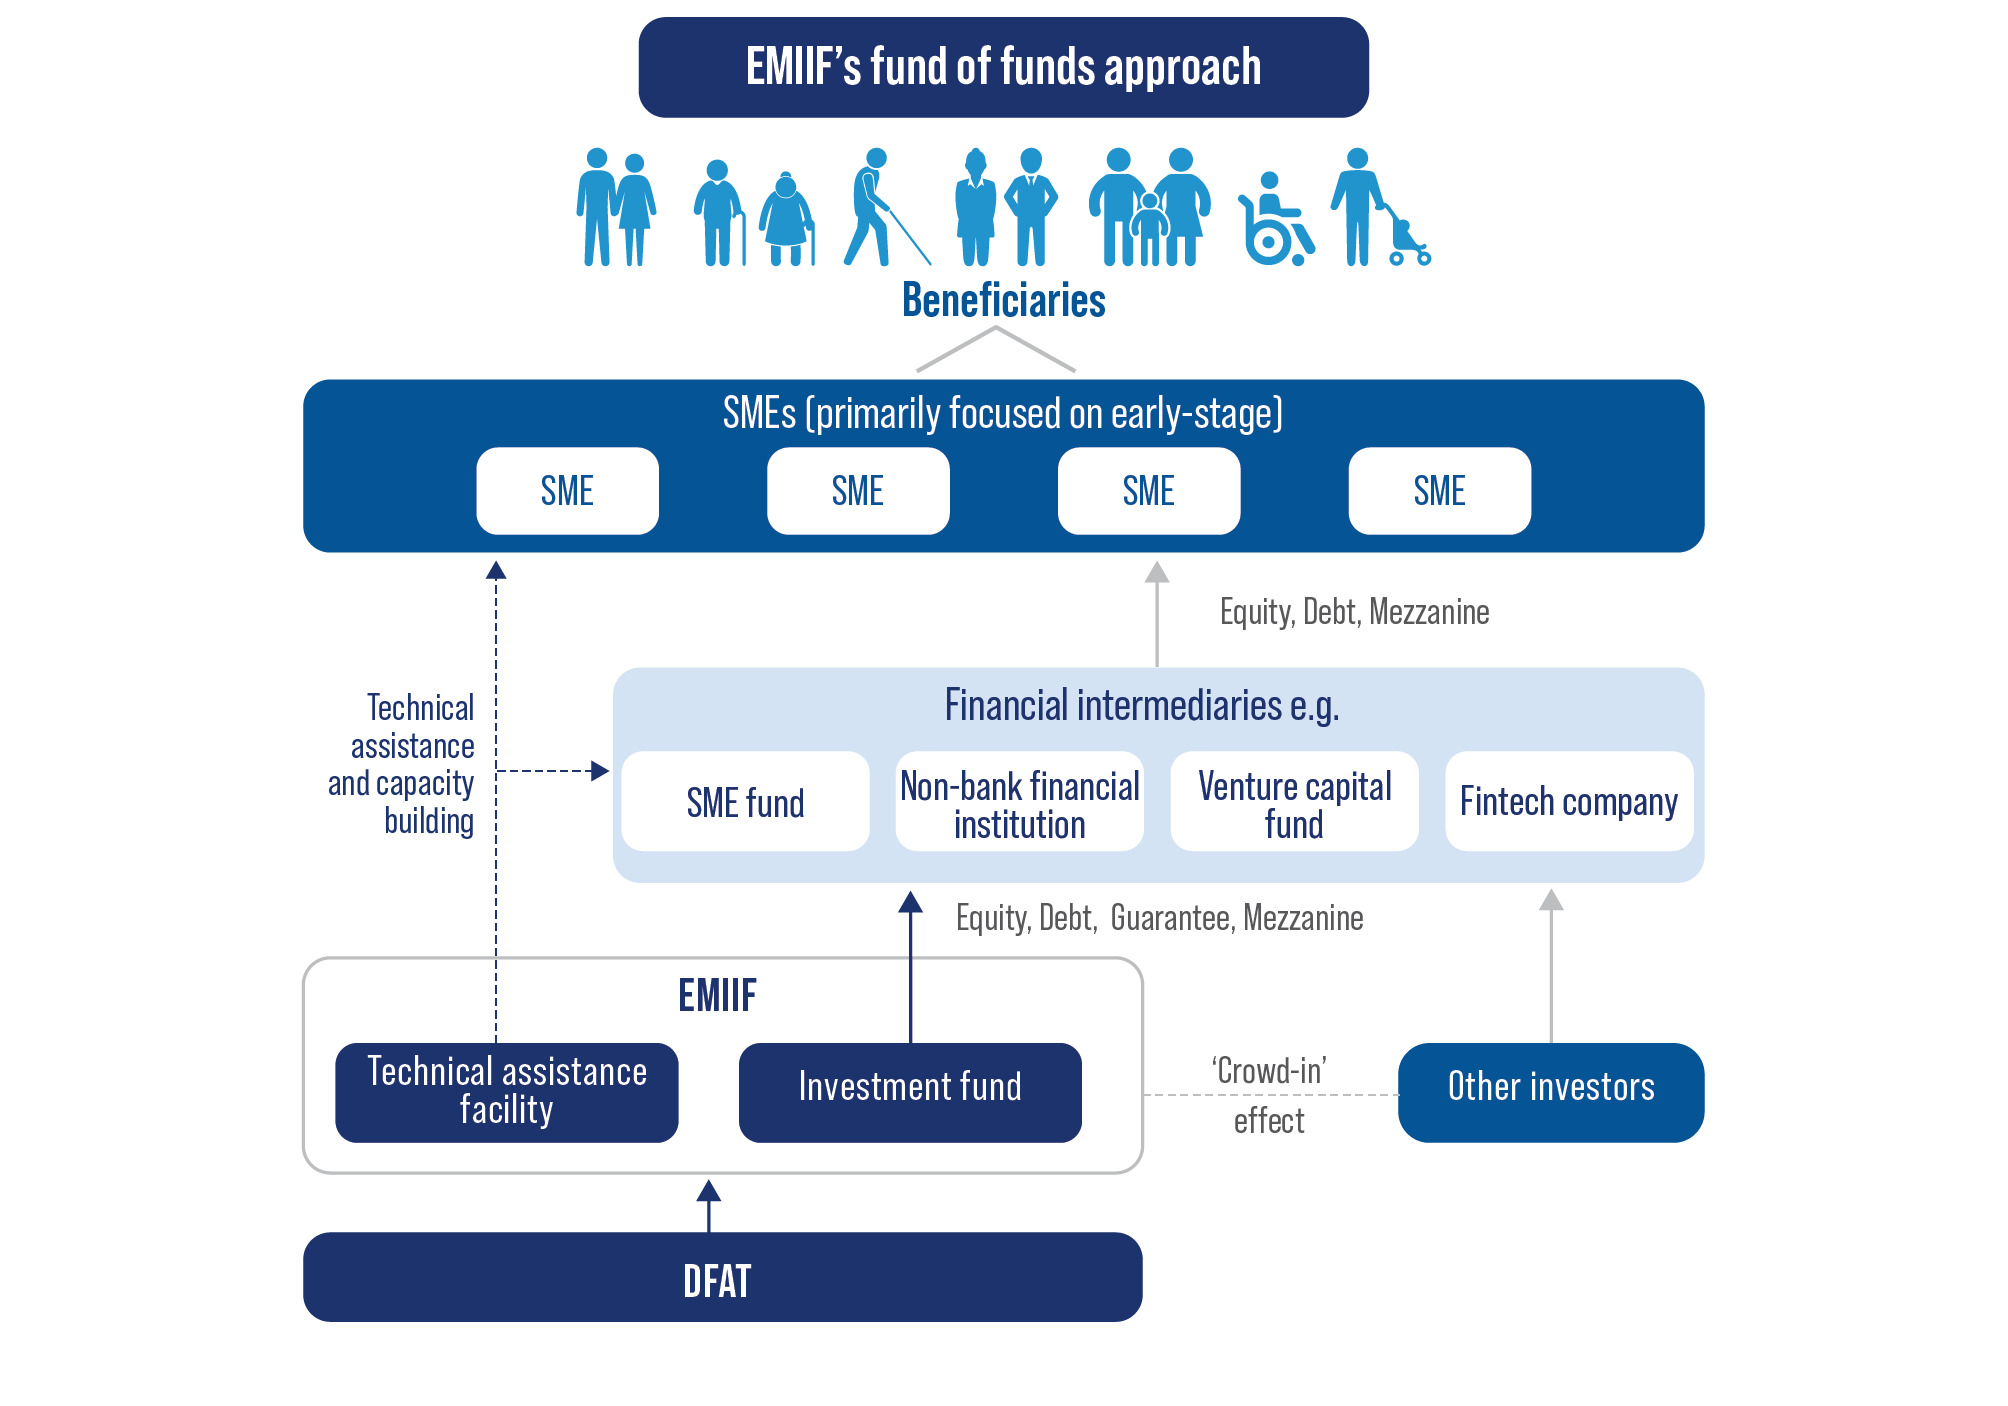 EMIIF’s fund of funds approach
Beneficiaries
SMEs (primarily focused on early-stage)
SME
SME
SME
SME
Equity, Debt, Mezzanine
Technical
assistance
and capacity
building
Financial intermediaries e.g.
SME fund
Non-bank financial
institution
Venture capital
fund
Fintech company
Equity, Debt, Guarantee, Mezzanine
EMIIF
Technical assistance
facility
Investment fund
‘Crowd-in’
effect
Other investors
DFAT